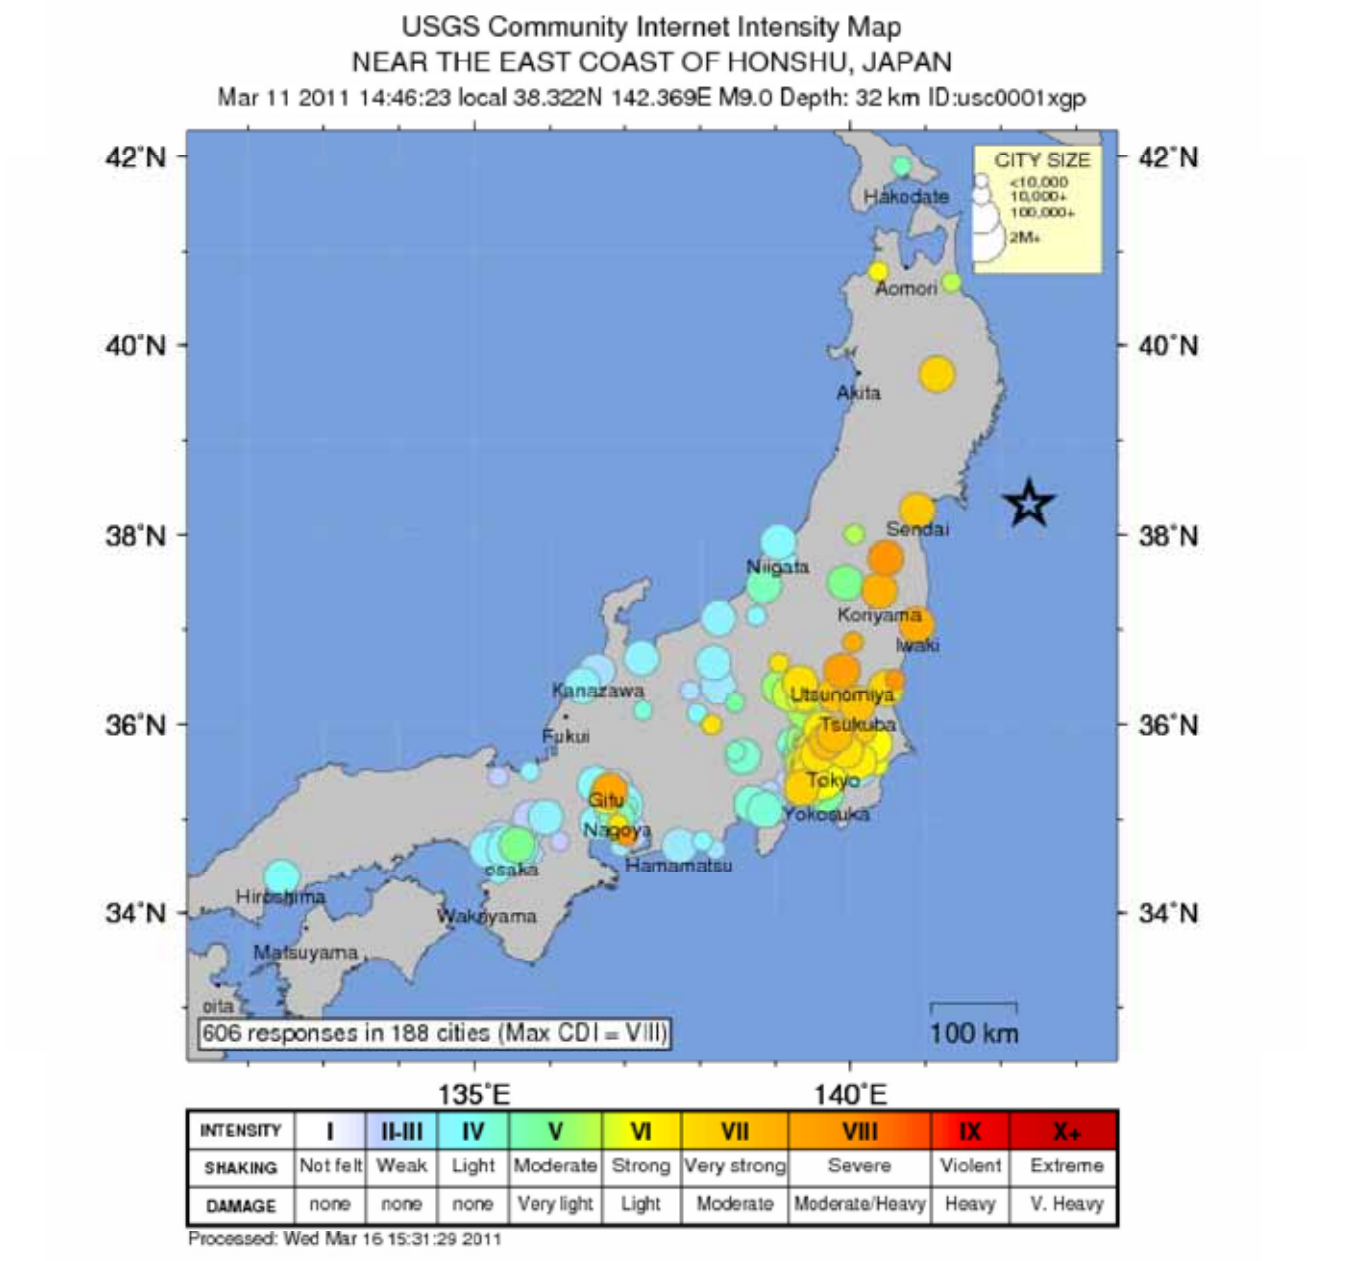 USGS Community Internet Intensity Map
NEAR THE EAST COAST OF HONSHU, JAPAN
Mar 11 2011 14:46:23 local 38.322N 142.369E M9.0 Depth: 32 km ID:usc0001xgp
42°N
42°N
CITY SIZE
<10,000
10,000+
100,000+
2M+
Hakodate
Aomori
40°N
40°N
Akita
Sendai
38°N
38°N
Niigata
Koriyama
Iwaki
Kanazawa
Utsunomiya
36°N
36°N
Tsukuba
Fukui
Tokyo
Gifu
Yokosuka
Nagoya
Hamamatsu
osaka
Hiroshima
34°N
34°N
Wakayama
Matsuyama
oita
606 responses in 188 cities (Max CDI = VIII)
100 km
135°E
140°E
INTENSITY I II-III IV V VI VII VIII IX X+
SHAKING Not felt Weak Light Moderate Strong Very strong Severe Violent Extreme
DAMAGE none none none Very light Light Moderate Moderate/Heavy Heavy V. Heavy
Processed: Wed Mar 16 15:31:29 2011